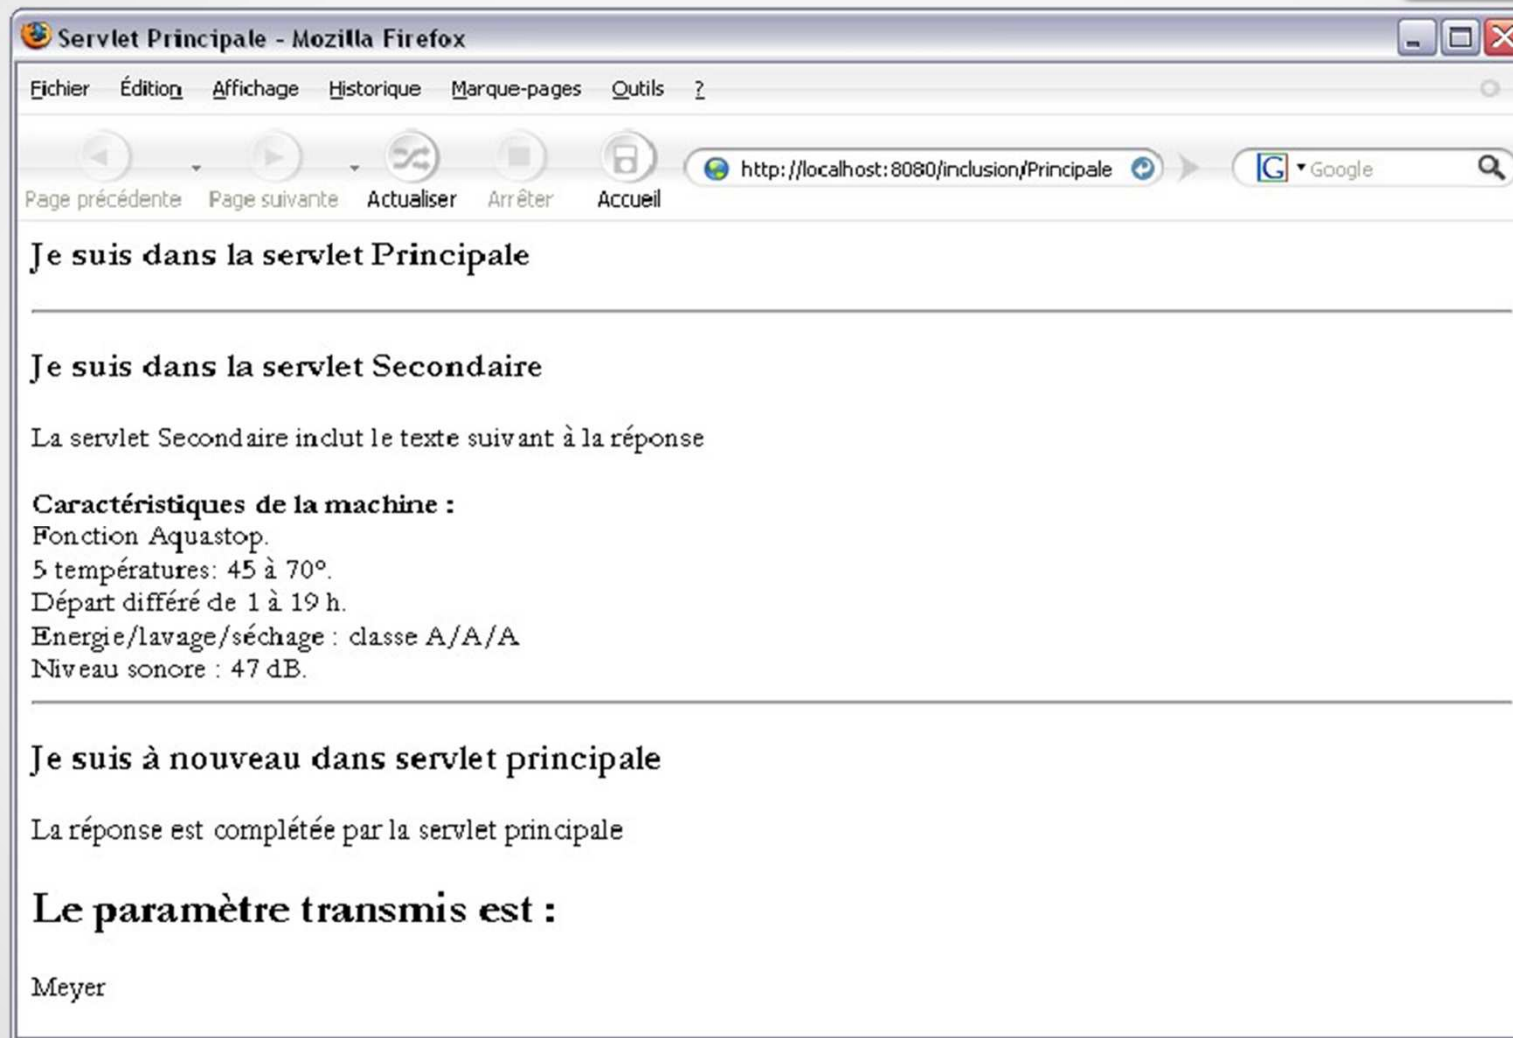 Servlet Principale - Mozilla Firefox
Fichier Édition Affichage Historique Marque-pages Outils ?
http://localhost:8080/inclusion/Principale G Google
Page précédente Page suivante Actualiser Arrêter Accueil
Je suis dans la servlet Principale
Je suis dans la servlet Secondaire
La servlet Secondaire inclut le texte suivant à la réponse
Caractéristiques de la machine :
Fonction Aquastop.
5 températures: 45 à 70°.
Départ différé de 1 à 19 h.
Energie/lavage/séchage : classe A/A/A
Niveau sonore : 47 dB.
Je suis à nouveau dans servlet principale
La réponse est complétée par la servlet principale
Le paramètre transmis est :
Meyer